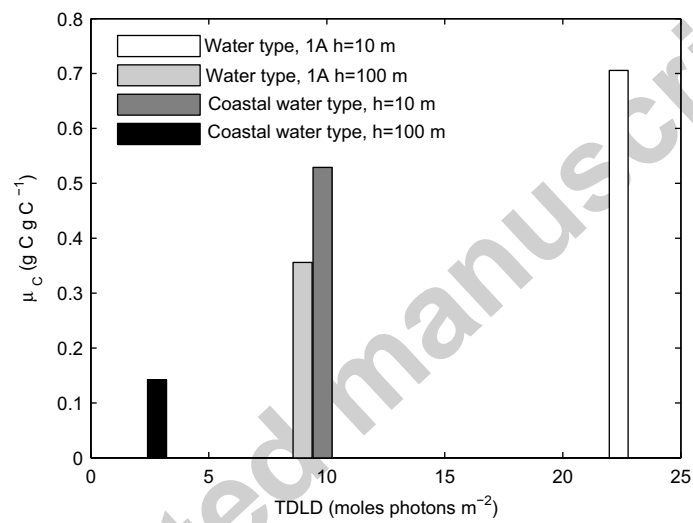 0.8
0.7
0.6
0.5
0.4
0.3
0.2
0.1
0
μ C (g C g C −1)
Water type, 1A h=10 m
Water type, 1A h=100 m
Coastal water type, h=10 m
Coastal water type, h=100 m
0 5 10 15 20 25
TDLD (moles photons m−2)
ted manuscri